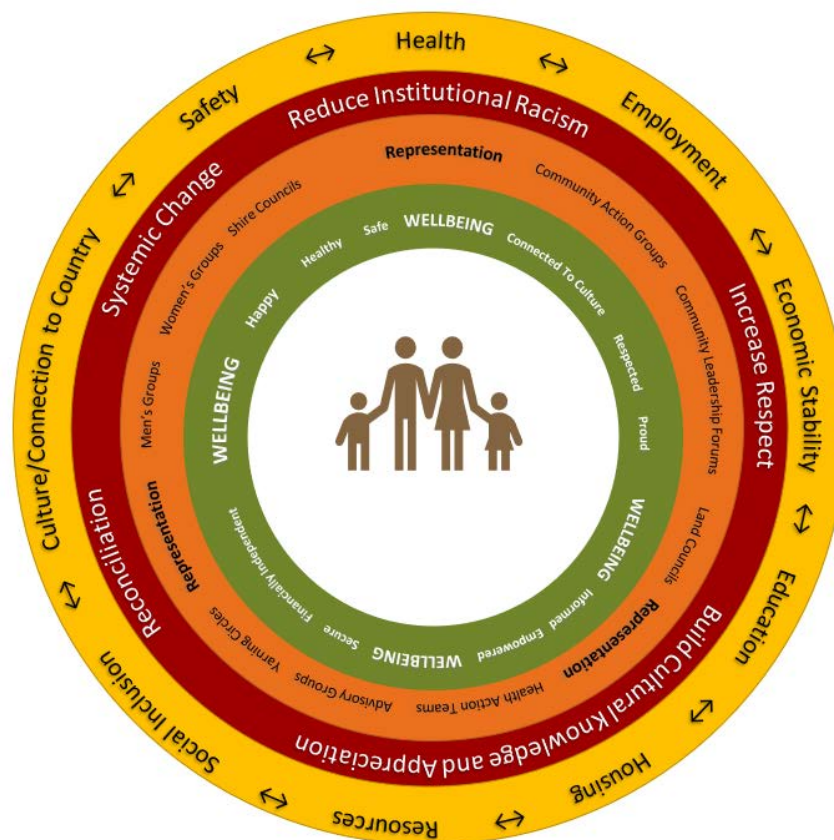 Health
Employment
Economic Stability
Education
Housing
Resources
Social Inclusion
Culture/Connection to Country
Safety
Reduce Institutional Racism
Increase Respect
Build Cultural Knowledge and Appreciation
Reconciliation
Systemic Change
Representation
Community Action Groups
Community Leadership Forums
Land Councils
Representation
Health Action Teams
Advisory Groups
Yarning Circles
Representation
Men's Groups
Women's Groups
Shire Councils
WELLBEING
Connected To Culture
Respected
Proud
WELLBEING
Informed
Empowered
WELLBEING
Secure
Financially Independent
WELLBEING
Happy
Healthy
Safe